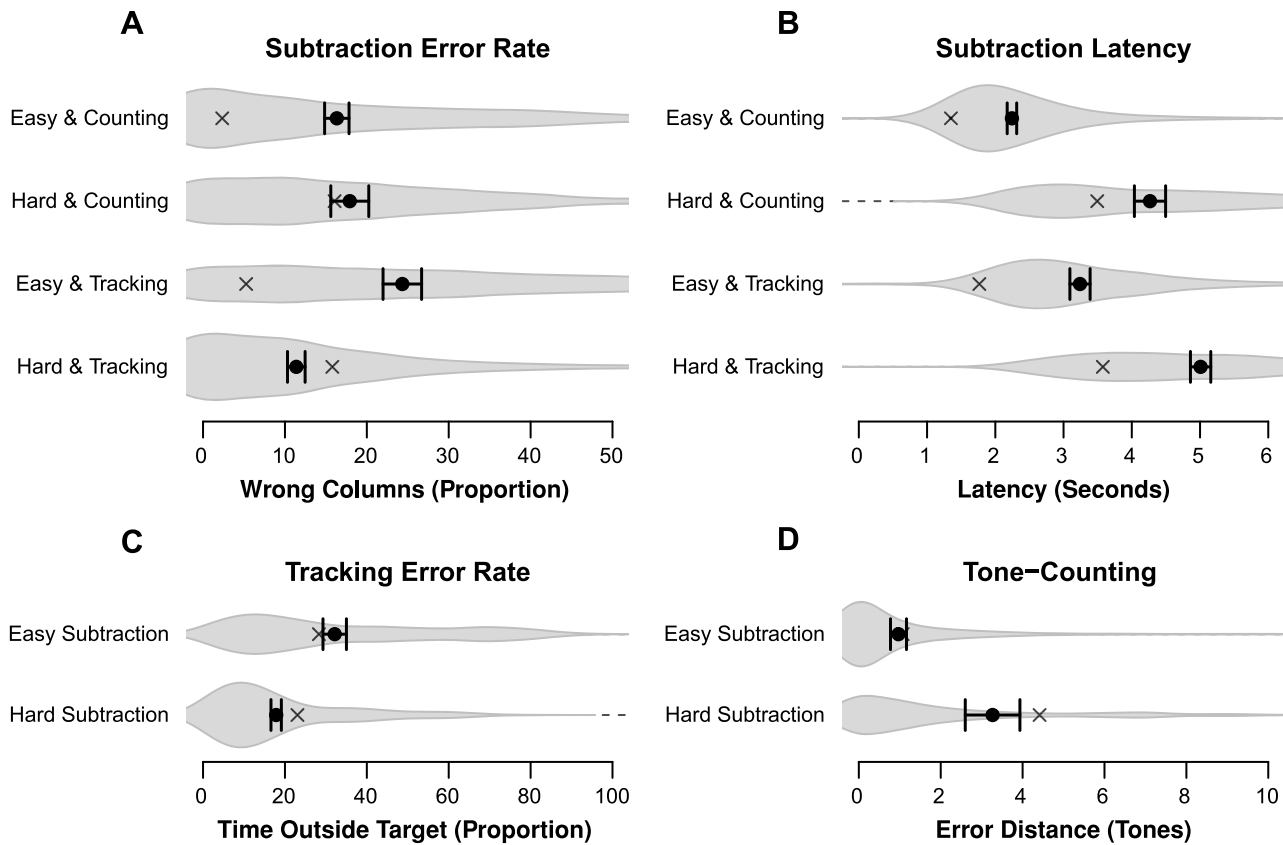 A
Subtraction Error Rate
Easy & Counting
Hard & Counting
Easy & Tracking
Hard & Tracking
0 10 20 30 40 50
Wrong Columns (Proportion)
B
Subtraction Latency
Easy & Counting
Hard & Counting
Easy & Tracking
Hard & Tracking
0 1 2 3 4 5 6
Latency (Seconds)
C
Tracking Error Rate
Easy Subtraction
Hard Subtraction
0 20 40 60 80 100
Time Outside Target (Proportion)
D
Tone−Counting
Easy Subtraction
Hard Subtraction
0 2 4 6 8 10
Error Distance (Tones)